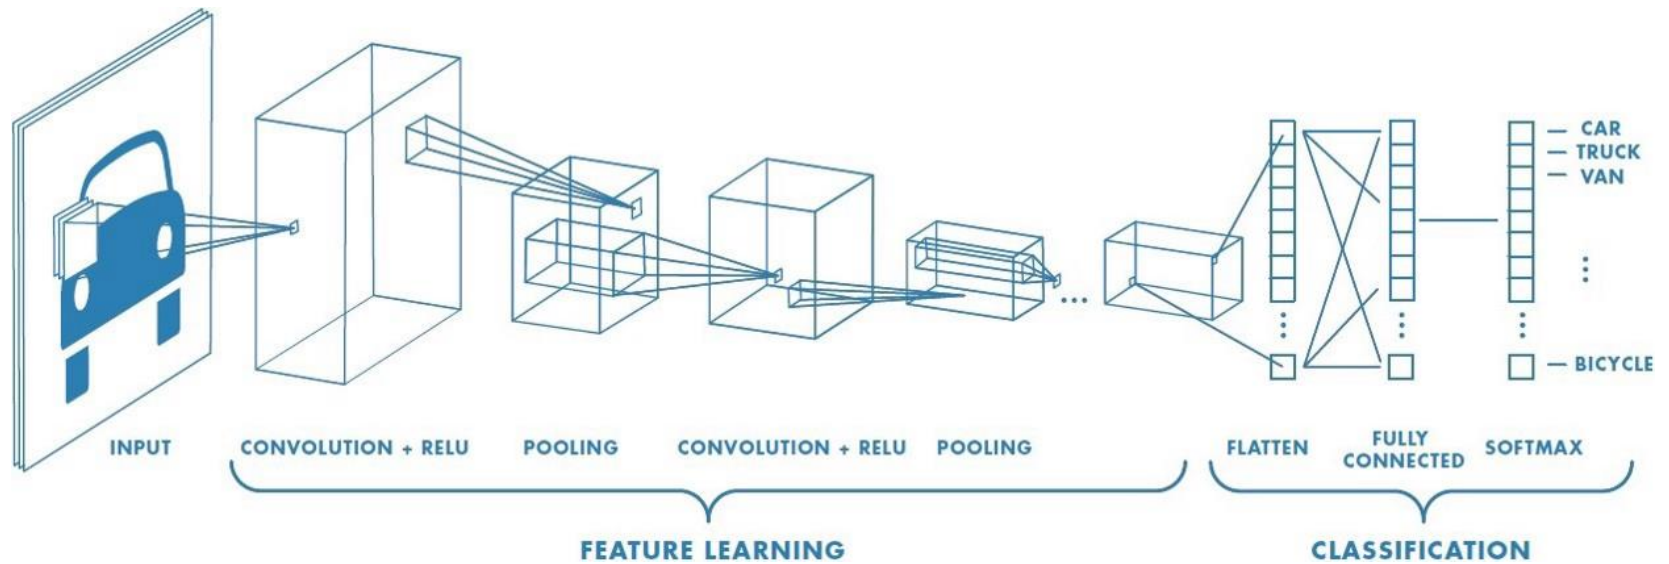 CAR
TRUCK
VAN
BICYCLE
INPUT
CONVOLUTION + RELU
POOLING
CONVOLUTION + RELU
POOLING
FLATTEN
FULLY
CONNECTED
SOFTMAX
FEATURE LEARNING
CLASSIFICATION